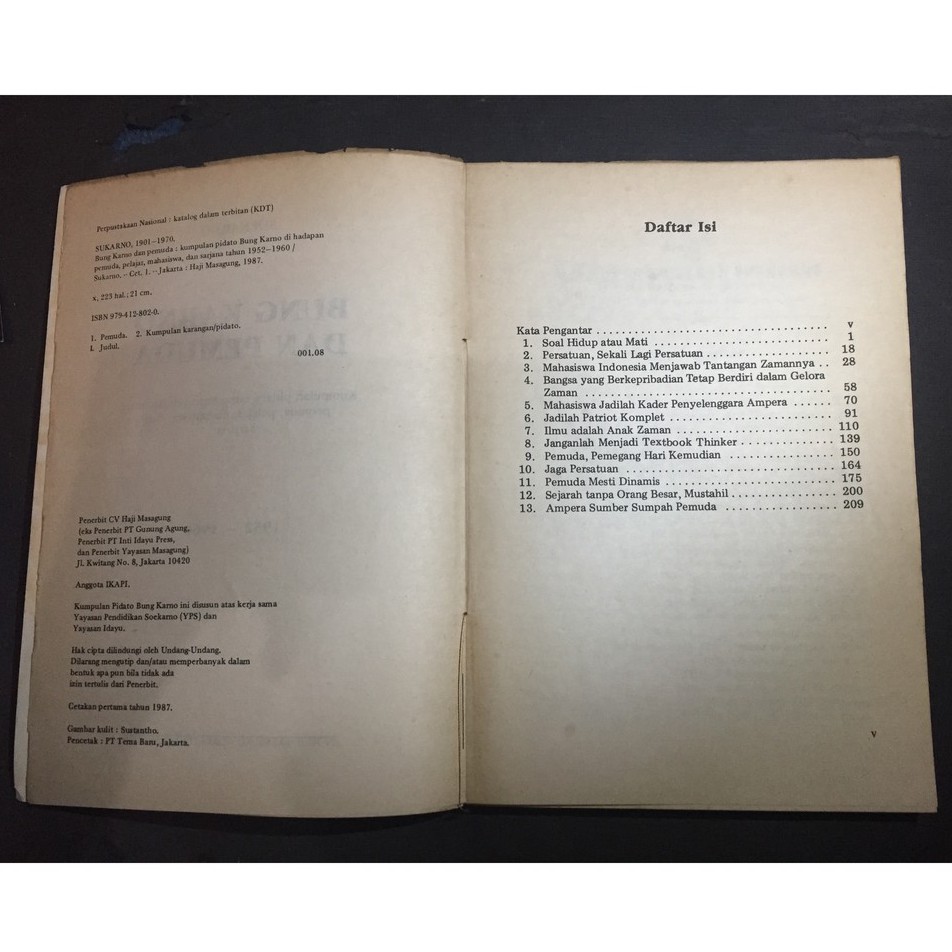 Perpustakaan Nasional : katalog dalam terbitan (KDT)
SUKARNO, 1901–1970.
Bung Karno dan pemuda : kumpulan pidato Bung Karno di hadapan
pemuda, pelajar, mahasiswa, dan sarjana tahun 1952–1960 /
Sukarno. – Cet. 1. – Jakarta : Haji Masagung, 1987.
x, 223 hal.; 21 cm.
ISBN 979-412-802-0.
1. Pemuda. 2. Kumpulan karangan/pidato.
I. Judul.
001.08
Penerbit CV Haji Masagung
(eks Penerbit PT Gunung Agung,
Penerbit PT Inti Idayu Press,
dan Penerbit Yayasan Masagung)
Jl. Kwitang No. 8, Jakarta 10420
Anggota IKAPI.
Kumpulan Pidato Bung Karno ini disusun atas kerja sama
Yayasan Pendidikan Soekarno (YPS) dan
Yayasan Idayu.
Hak cipta dilindungi oleh Undang-Undang.
Dilarang mengutip dan/atau memperbanyak dalam
bentuk apa pun bila tidak ada
izin tertulis dari Penerbit.
Cetakan pertama tahun 1987.
Gambar kulit : Sustantho.
Pencetak : PT Tema Baru, Jakarta.
Daftar Isi
Kata Pengantar . . . . . . . . . . . . . . . . . . . . . . . . . . . . . . . . . . . v
1. Soal Hidup atau Mati . . . . . . . . . . . . . . . . . . . . . . . . . . . 1
2. Persatuan, Sekali Lagi Persatuan . . . . . . . . . . . . . . . . . . . 18
3. Mahasiswa Indonesia Menjawab Tantangan Zamannya . . 28
4. Bangsa yang Berkepribadian Tetap Berdiri dalam Gelora
Zaman . . . . . . . . . . . . . . . . . . . . . . . . . . . . . . . . . . . . . 58
5. Mahasiswa Jadilah Kader Penyelenggara Ampera . . . . . . 70
6. Jadilah Patriot Komplet . . . . . . . . . . . . . . . . . . . . . . . . . 91
7. Ilmu adalah Anak Zaman . . . . . . . . . . . . . . . . . . . . . . . . 110
8. Janganlah Menjadi Textbook Thinker . . . . . . . . . . . . . . 139
9. Pemuda, Pemegang Hari Kemudian . . . . . . . . . . . . . . . . 150
10. Jaga Persatuan . . . . . . . . . . . . . . . . . . . . . . . . . . . . . . . 164
11. Pemuda Mesti Dinamis . . . . . . . . . . . . . . . . . . . . . . . . . 175
12. Sejarah tanpa Orang Besar, Mustahil . . . . . . . . . . . . . . . 200
13. Ampera Sumber Sumpah Pemuda . . . . . . . . . . . . . . . . . 209
v